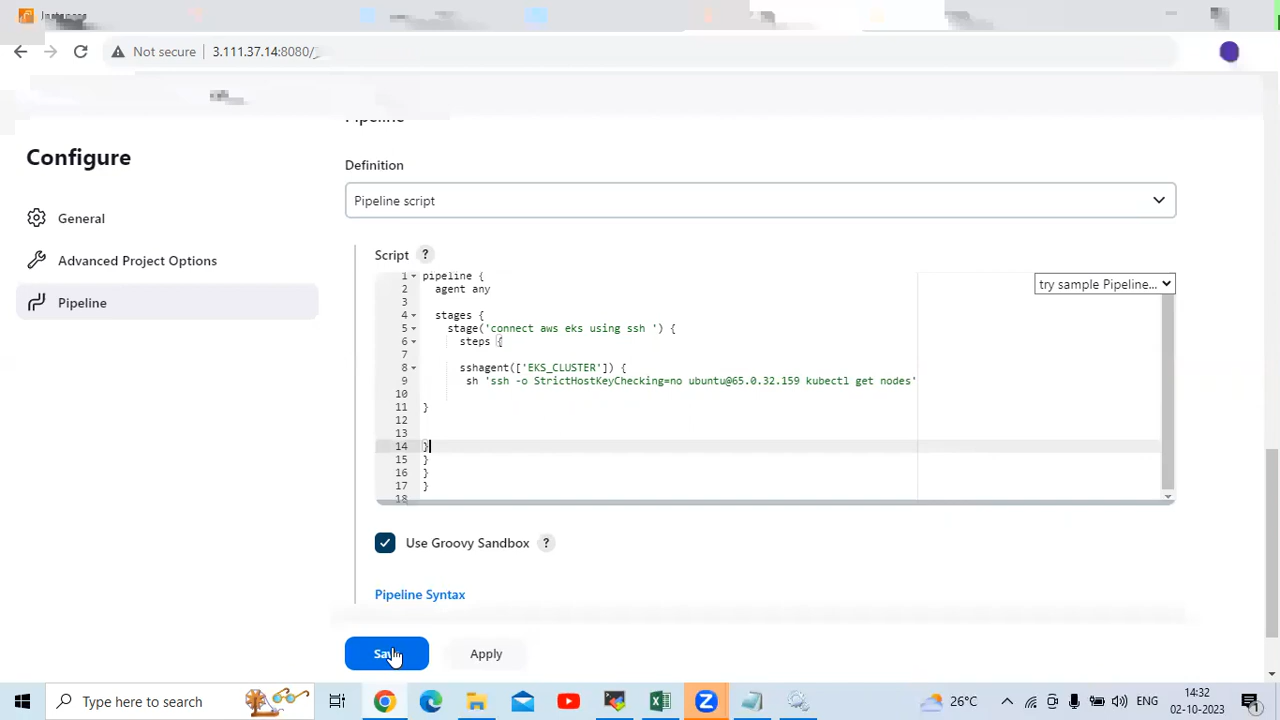 Not secure
3.111.37.14:8080/
Pipeline
Configure
General
Advanced Project Options
Pipeline
Definition
Pipeline script
Script ?
try sample Pipeline...
1 pipeline {
2 agent any
3
4 stages {
5 stage('connect aws eks using ssh ') {
6 steps {
7
8 sshagent(['EKS_CLUSTER']) {
9 sh 'ssh -o StrictHostKeyChecking=no ubuntu@65.0.32.159 kubectl get nodes'
10
11 }
12
13
14 }
15 }
16 }
17 }
18
Use Groovy Sandbox ?
Pipeline Syntax
Save
Apply
Type here to search
26°C
ENG
14:32
02-10-2023
1